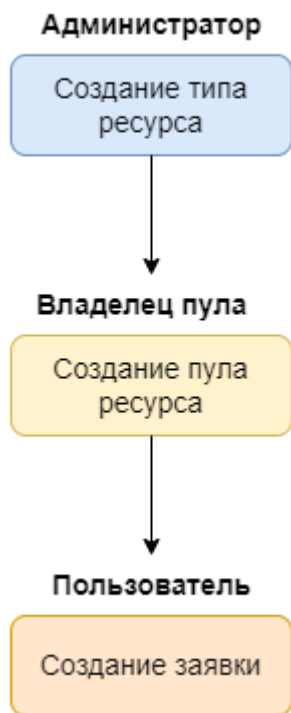 Администратор
Создание типа
ресурса
Владелец пула
Создание пула
ресурса
Пользователь
Создание заявки